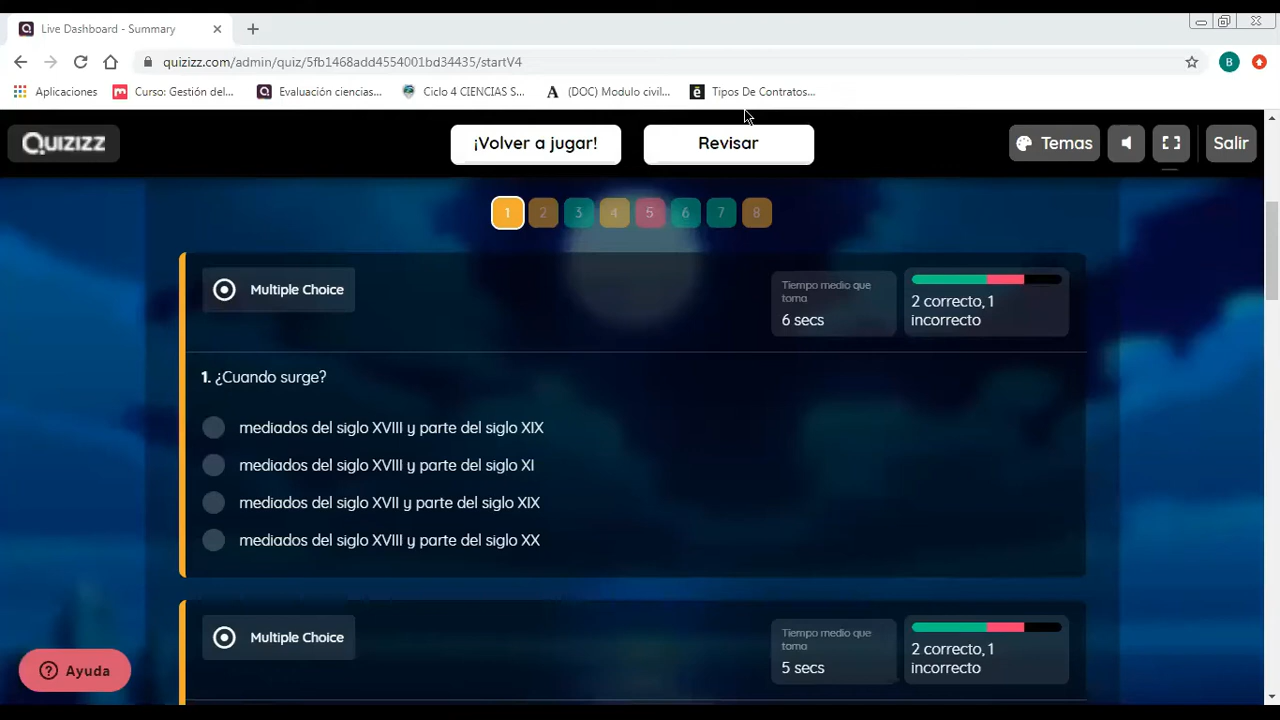 Live Dashboard - Summary
quizizz.com/admin/quiz/5fb1468add4554001bd34435/startV4
B
Aplicaciones
Curso: Gestión del...
Evaluación ciencias...
Ciclo 4 CIENCIAS S...
(DOC) Modulo civil...
Tipos De Contratos...
Quizizz
¡Volver a jugar!
Revisar
Temas
Salir
1 2 3 4 5 6 7 8
Multiple Choice
Tiempo medio que
toma
6 secs
2 correcto, 1
incorrecto
1. ¿Cuando surge?
mediados del siglo XVIII y parte del siglo XIX
mediados del siglo XVIII y parte del siglo XI
mediados del siglo XVII y parte del siglo XIX
mediados del siglo XVIII y parte del siglo XX
Multiple Choice
Tiempo medio que
toma
5 secs
2 correcto, 1
incorrecto
Ayuda